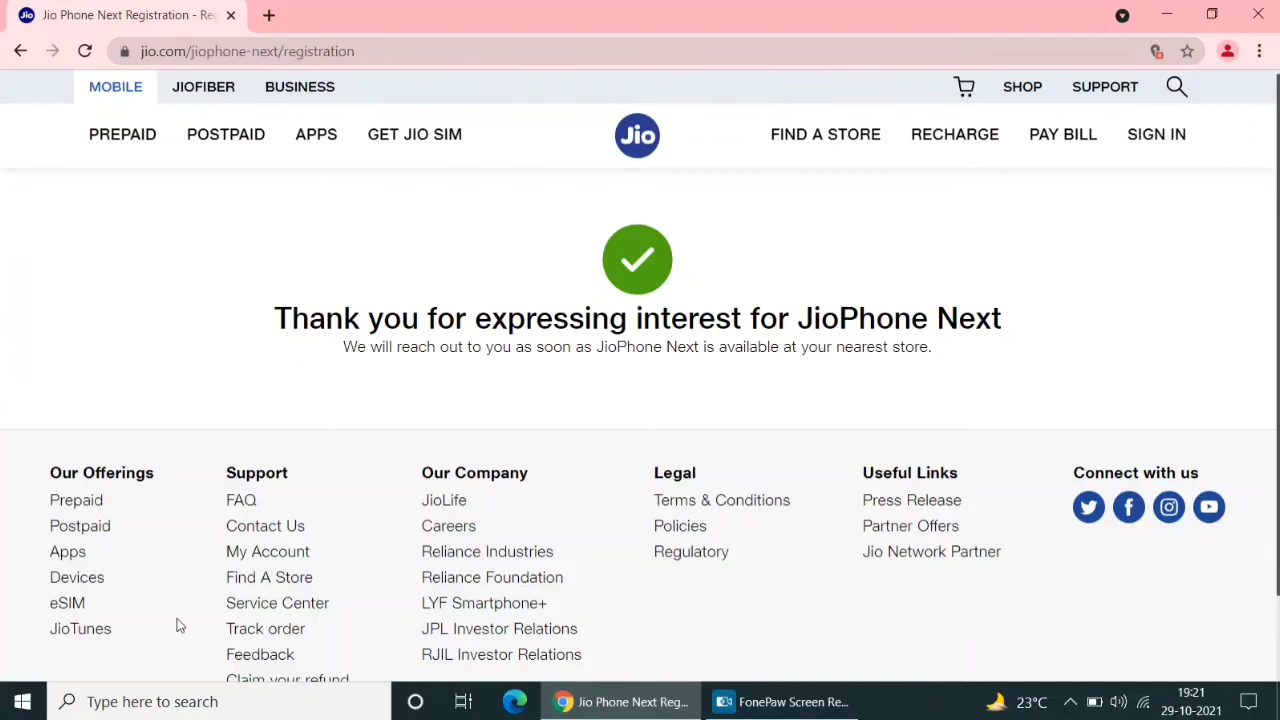 Jio
Jio Phone Next Registration - Reg
jio.com/jiophone-next/registration
MOBILE JIOFIBER BUSINESS SHOP SUPPORT
PREPAID POSTPAID APPS GET JIO SIM Jio FIND A STORE RECHARGE PAY BILL SIGN IN
Thank you for expressing interest for JioPhone Next
We will reach out to you as soon as JioPhone Next is available at your nearest store.
Our Offerings
Prepaid
Postpaid
Apps
Devices
eSIM
JioTunes
Support
FAQ
Contact Us
My Account
Find A Store
Service Center
Track order
Feedback
Claim your refund
Our Company
JioLife
Careers
Reliance Industries
Reliance Foundation
LYF Smartphone+
JPL Investor Relations
RJIL Investor Relations
Legal
Terms & Conditions
Policies
Regulatory
Useful Links
Press Release
Partner Offers
Jio Network Partner
Connect with us
Type here to search
Jio Phone Next Reg...
FonePaw Screen Re...
23°C
19:21
29-10-2021